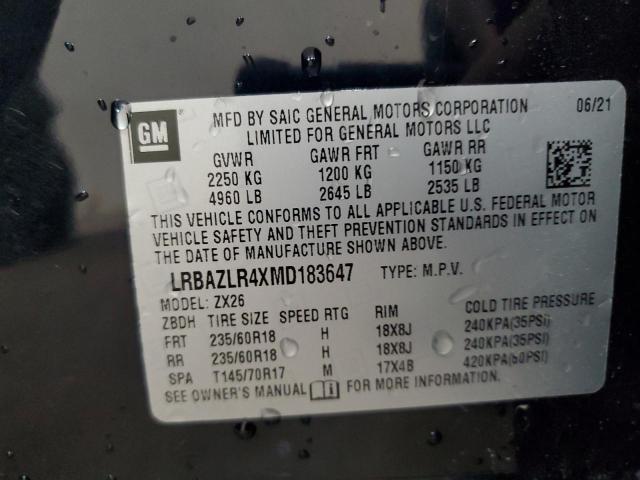 GM
MFD BY SAIC GENERAL MOTORS CORPORATION 06/21
LIMITED FOR GENERAL MOTORS LLC
GVWR GAWR FRT GAWR RR
2250 KG 1200 KG 1150 KG
4960 LB 2645 LB 2535 LB
THIS VEHICLE CONFORMS TO ALL APPLICABLE U.S. FEDERAL MOTOR
VEHICLE SAFETY AND THEFT PREVENTION STANDARDS IN EFFECT ON
THE DATE OF MANUFACTURE SHOWN ABOVE.
LRBAZLR4XMD183647 TYPE: M.P.V.
MODEL: ZX26
ZBDH TIRE SIZE SPEED RTG RIM COLD TIRE PRESSURE
FRT 235/60R18 H 18X8J 240KPA(35PSI)
RR 235/60R18 H 18X8J 240KPA(35PSI)
SPA T145/70R17 M 17X4B 420KPA(60PSI)
SEE OWNER'S MANUAL FOR MORE INFORMATION.